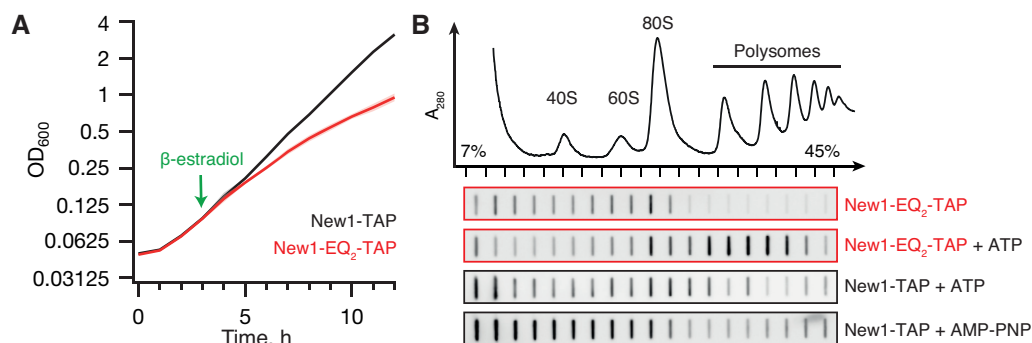 A
OD600
4
2
1
0.5
0.25
0.125
0.0625
0.03125
β-estradiol
New1-TAP
New1-EQ2-TAP
0
5
10
Time, h
B
A280
40S
60S
80S
Polysomes
7%
45%
New1-EQ2-TAP
New1-EQ2-TAP + ATP
New1-TAP + ATP
New1-TAP + AMP-PNP